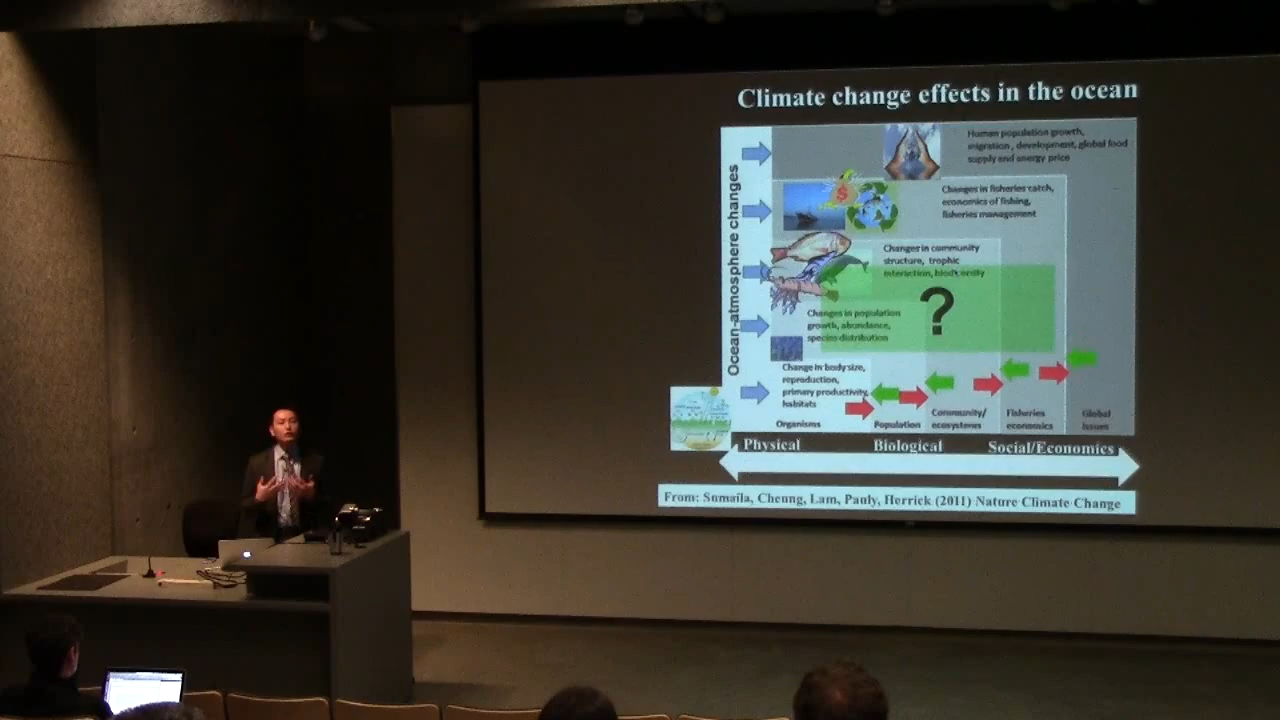 Climate change effects in the ocean
Ocean-atmosphere changes
Human population growth,
migration, development, global food
supply and energy price
$
Changes in fisheries catch,
economics of fishing,
fisheries management
Changes in community
structure, trophic
interaction, biodiversity
?
Changes in population
growth, abundance,
species distribution
Change in body size,
reproduction,
primary productivity,
habitats
Organisms
Population
Community/
ecosystems
Fisheries
economics
Global
issues
Physical
Biological
Social/Economics
From: Sumaila, Cheung, Lam, Pauly, Herrick (2011) Nature Climate Change